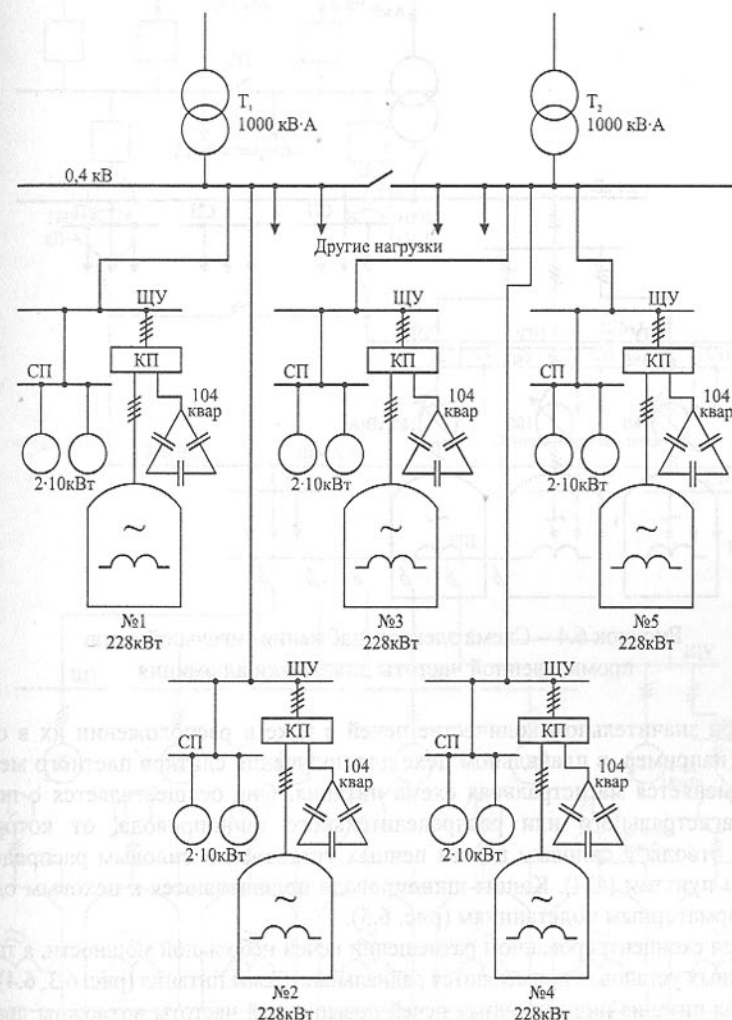 T₁
1000 кВ·А
T₂
1000 кВ·А
0,4 кВ
Другие нагрузки
ЩУ
КП
СП
104
квар
2·10кВт
~
№1
228кВт
ЩУ
КП
СП
104
квар
2·10кВт
~
№3
228кВт
ЩУ
КП
СП
104
квар
2·10кВт
~
№5
228кВт
ЩУ
КП
СП
104
квар
2·10кВт
~
№2
228кВт
ЩУ
КП
СП
104
квар
2·10кВт
~
№4
228кВт